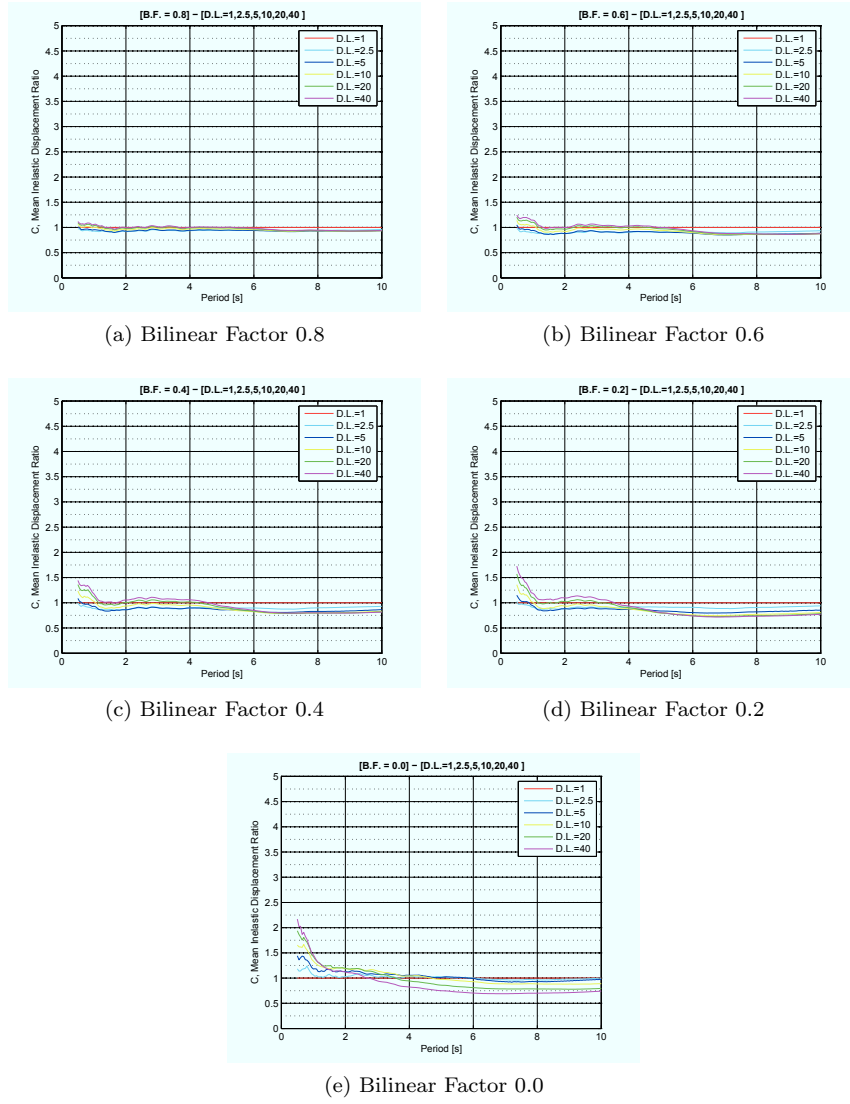 [B.F. = 0.8] − [D.L.=1,2.5,5,10,20,40 ]
C, Mean Inelastic Displacement Ratio
5
4.5
4
3.5
3
2.5
2
1.5
1
0.5
0
D.L.=1
D.L.=2.5
D.L.=5
D.L.=10
D.L.=20
D.L.=40
0 2 4 6 8 10
Period [s]
(a) Bilinear Factor 0.8
[B.F. = 0.6] − [D.L.=1,2.5,5,10,20,40 ]
C, Mean Inelastic Displacement Ratio
5
4.5
4
3.5
3
2.5
2
1.5
1
0.5
0
D.L.=1
D.L.=2.5
D.L.=5
D.L.=10
D.L.=20
D.L.=40
0 2 4 6 8 10
Period [s]
(b) Bilinear Factor 0.6
[B.F. = 0.4] − [D.L.=1,2.5,5,10,20,40 ]
C, Mean Inelastic Displacement Ratio
5
4.5
4
3.5
3
2.5
2
1.5
1
0.5
0
D.L.=1
D.L.=2.5
D.L.=5
D.L.=10
D.L.=20
D.L.=40
0 2 4 6 8 10
Period [s]
(c) Bilinear Factor 0.4
[B.F. = 0.2] − [D.L.=1,2.5,5,10,20,40 ]
C, Mean Inelastic Displacement Ratio
5
4.5
4
3.5
3
2.5
2
1.5
1
0.5
0
D.L.=1
D.L.=2.5
D.L.=5
D.L.=10
D.L.=20
D.L.=40
0 2 4 6 8 10
Period [s]
(d) Bilinear Factor 0.2
[B.F. = 0.0] − [D.L.=1,2.5,5,10,20,40 ]
C, Mean Inelastic Displacement Ratio
5
4.5
4
3.5
3
2.5
2
1.5
1
0.5
0
D.L.=1
D.L.=2.5
D.L.=5
D.L.=10
D.L.=20
D.L.=40
0 2 4 6 8 10
Period [s]
(e) Bilinear Factor 0.0